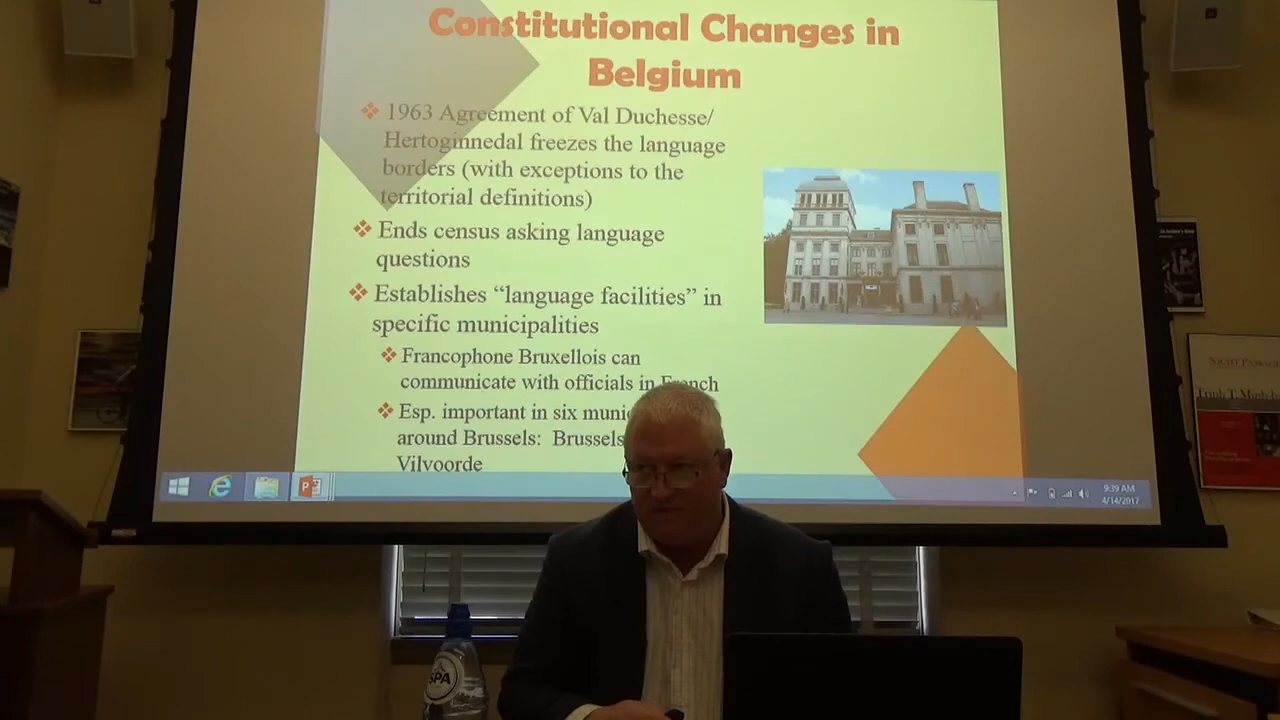 Constitutional Changes in
Belgium
1963 Agreement of Val Duchesse/
Hertoginnedal freezes the language
borders (with exceptions to the
territorial definitions)
Ends census asking language
questions
Establishes “language facilities” in
specific municipalities
Francophone Bruxellois can
communicate with officials in French
Esp. important in six
around Brussels: Brussels
Vilvoorde
9:39 AM
4/14/2017
NIGHT
SPA